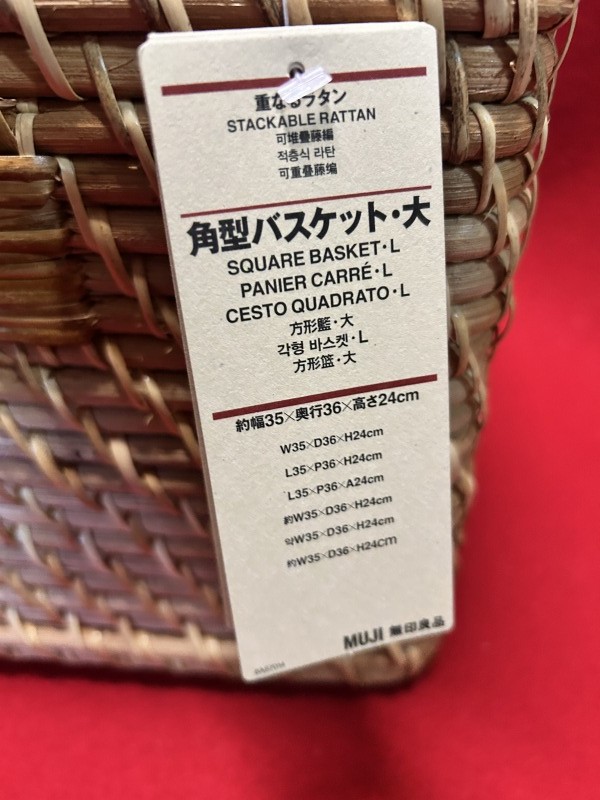 重なるラタン
STACKABLE RATTAN
可堆疊藤編
적층식 라탄
可重叠藤编
角型バスケット・大
SQUARE BASKET・L
PANIER CARRÉ・L
CESTO QUADRATO・L
方形籃・大
각형 바스켓・L
方形篮・大
約幅35×奥行36×高さ24cm
W35×D36×H24cm
L35×P36×H24cm
L35×P36×A24cm
約W35×D36×H24cm
약W35×D36×H24cm
约W35×D36×H24cm
MUJI 無印良品